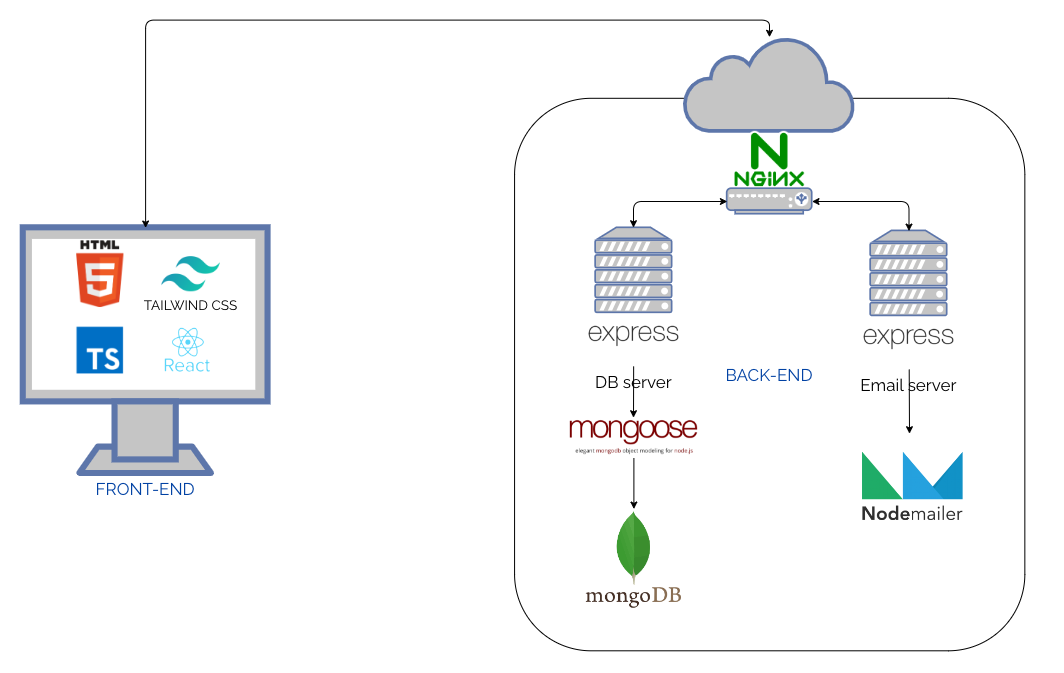 NGINX
HTML
5
TAILWIND CSS
TS
React
FRONT-END
express
express
DB server
BACK-END
Email server
mongoose
elegant mongodb object modeling for node.js
Nodemailer
mongoDB